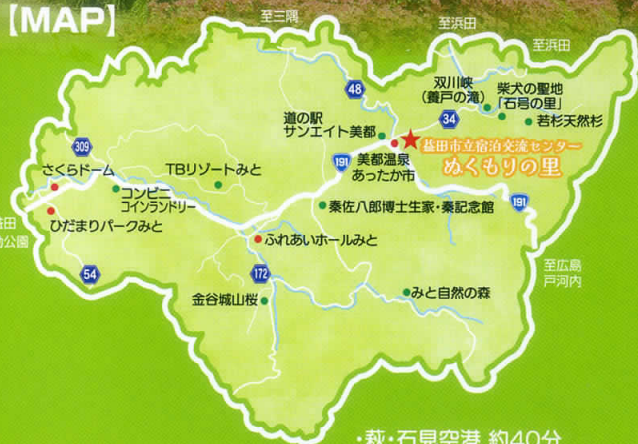 【MAP】
至三隅
至浜田
至浜田
双川峡
(養戸の滝)
柴犬の聖地
「石号の里」
48
34
若杉天然杉
道の駅
サンエイト美都
益田市立宿泊交流センター
ぬくもりの里
309
さくらドーム
TBリゾートみと
191
美都温泉
あったか市
コンビニ
コインランドリー
秦佐八郎博士生家・秦記念館
191
益田
公園
ひだまりパークみと
ふれあいホールみと
54
172
至広島
戸河内
金谷城山桜
みと自然の森
・萩・石見空港 約40分